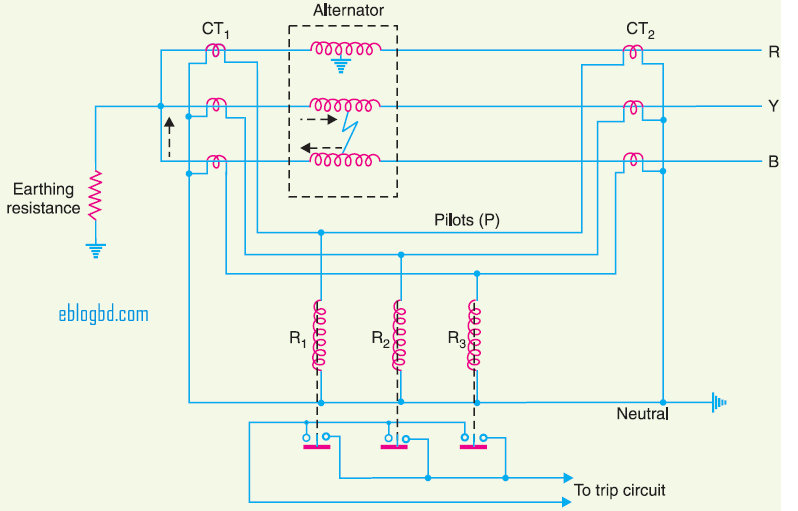 Alternator
CT₁
CT₂
R
Y
B
Earthing
resistance
Pilots (P)
eblogbd.com
R₁
R₂
R₃
Neutral
To trip circuit